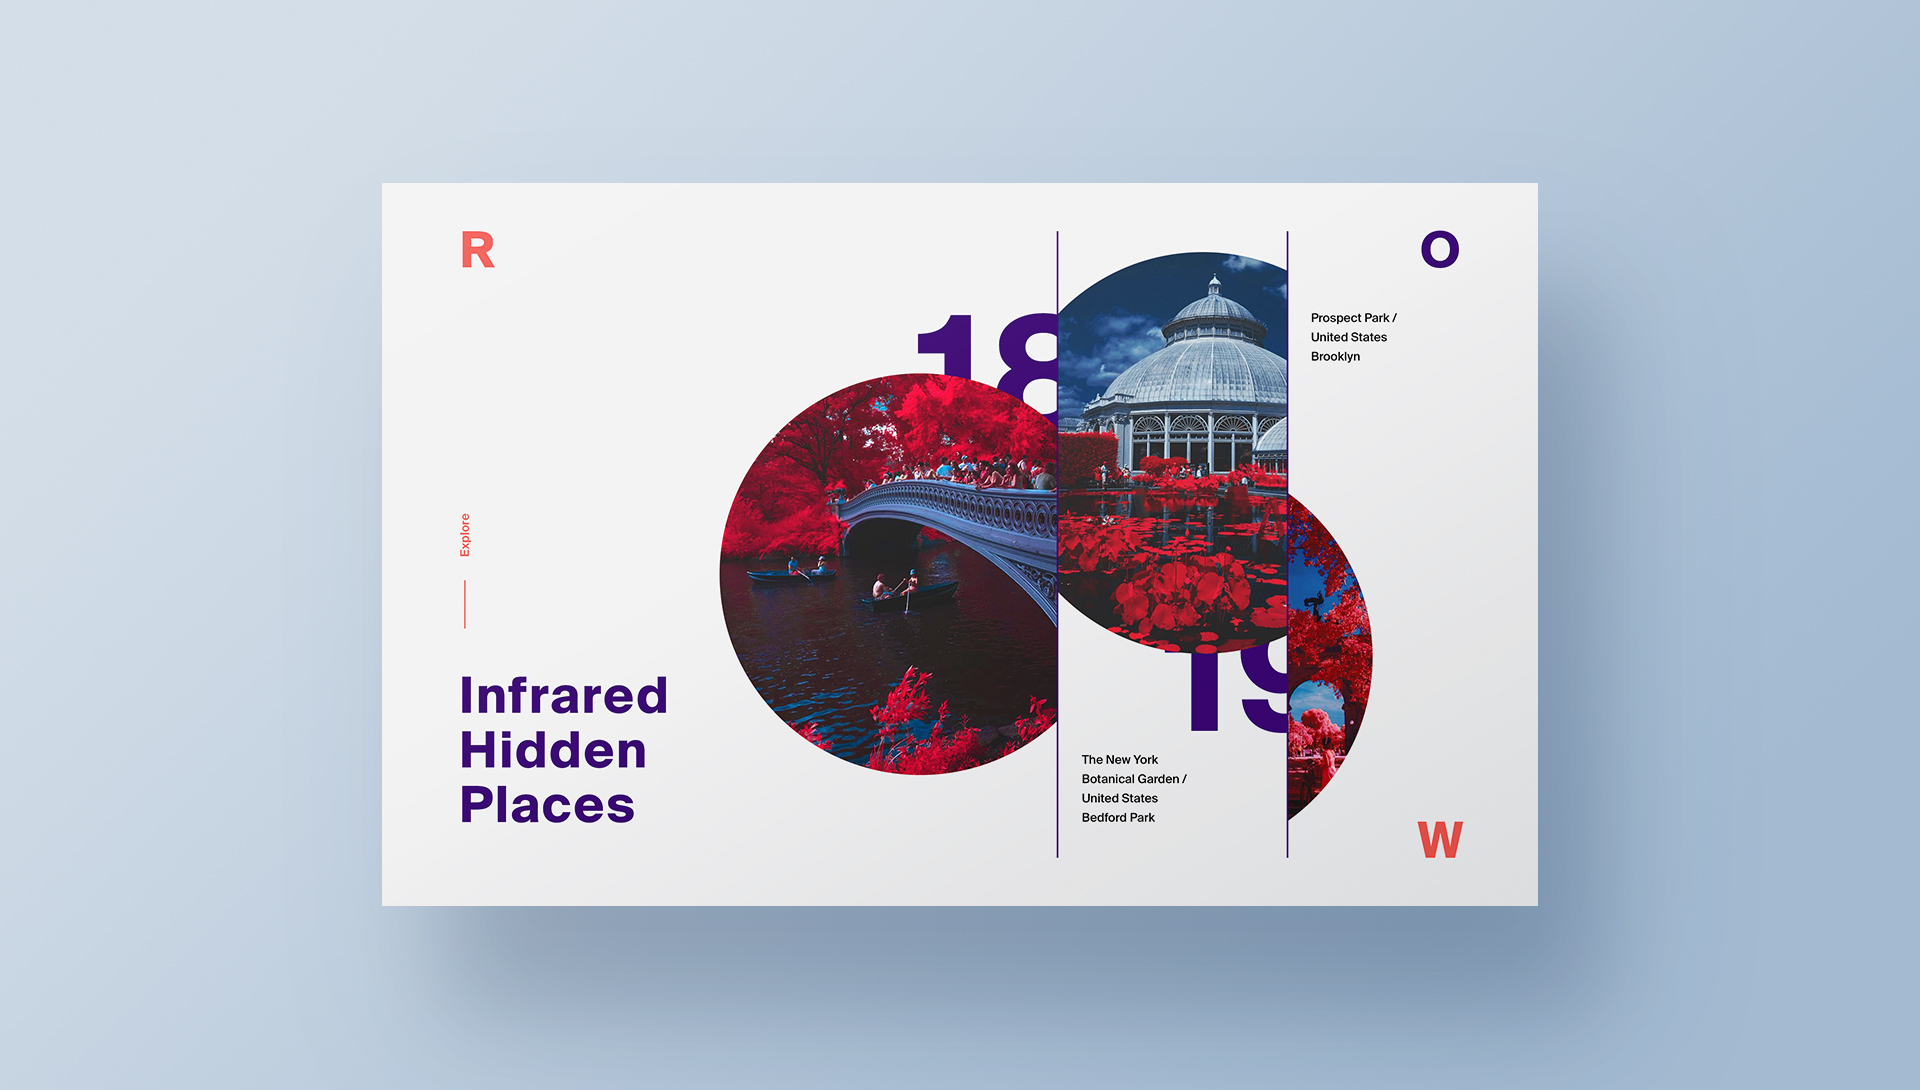 R
O
18
Prospect Park /
United States
Brooklyn
Explore
Infrared
Hidden
Places
19
The New York
Botanical Garden /
United States
Bedford Park
W